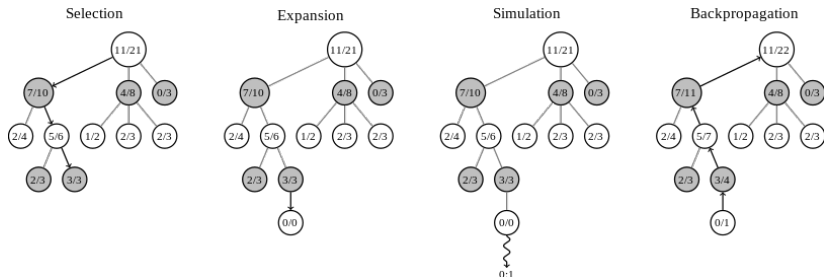 Selection
11/21
7/10 4/8 0/3
2/4 5/6 1/2 2/3 2/3
2/3 3/3
Expansion
11/21
7/10 4/8 0/3
2/4 5/6 1/2 2/3 2/3
2/3 3/3
0/0
Simulation
11/21
7/10 4/8 0/3
2/4 5/6 1/2 2/3 2/3
2/3 3/3
0/0
0:1
Backpropagation
11/22
7/11 4/8 0/3
2/4 5/7 1/2 2/3 2/3
2/3 3/4
0/1